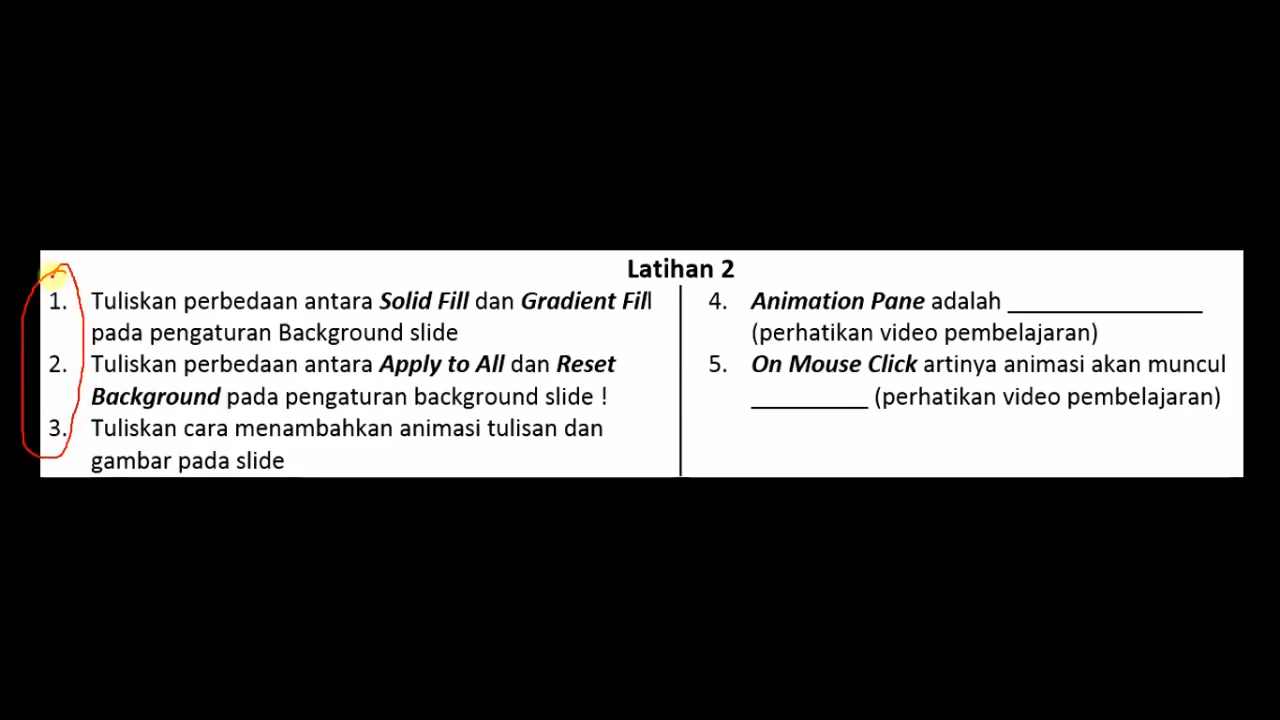 Latihan 2
1. Tuliskan perbedaan antara Solid Fill dan Gradient Fill
pada pengaturan Background slide
2. Tuliskan perbedaan antara Apply to All dan Reset
Background pada pengaturan background slide !
3. Tuliskan cara menambahkan animasi tulisan dan
gambar pada slide
4. Animation Pane adalah _______________
(perhatikan video pembelajaran)
5. On Mouse Click artinya animasi akan muncul
_________ (perhatikan video pembelajaran)